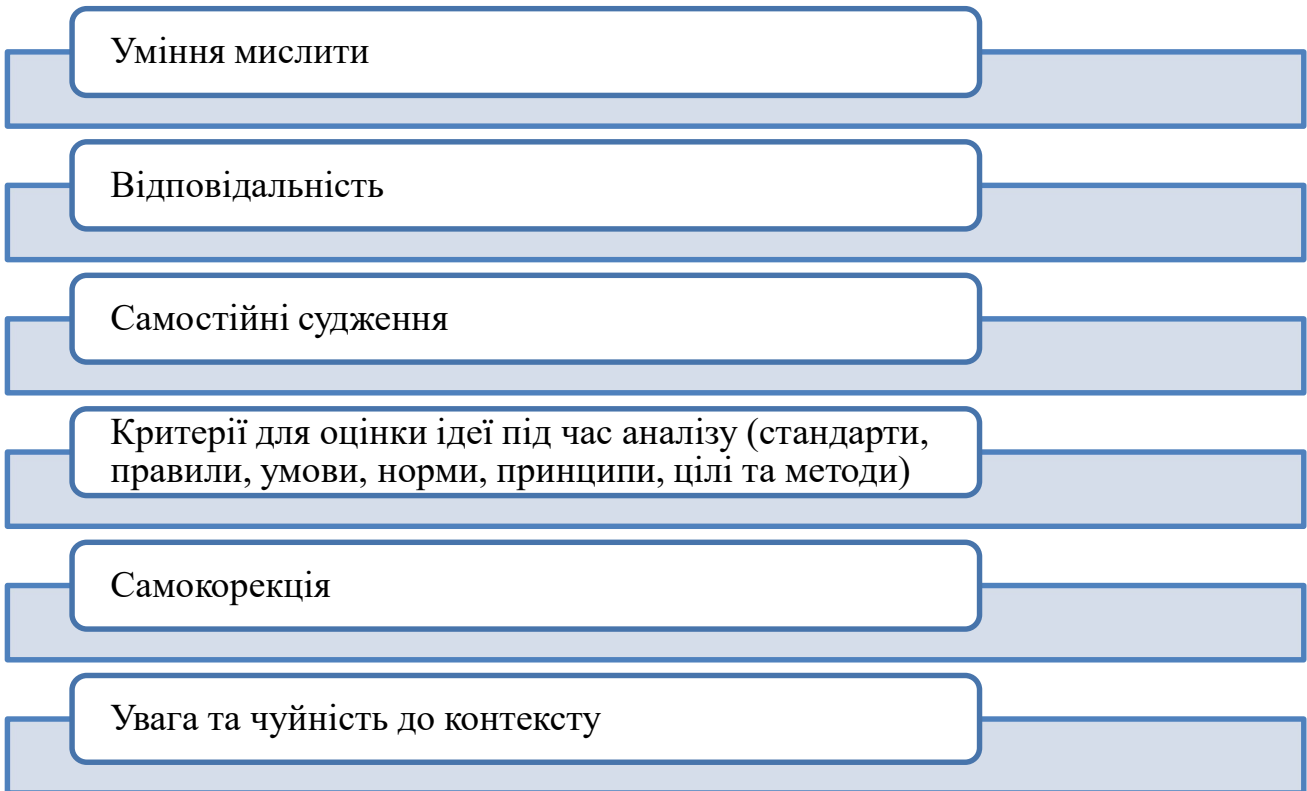 Уміння мислити
Відповідальність
Самостійні судження
Критерії для оцінки ідеї під час аналізу (стандарти,
правили, умови, норми, принципи, цілі та методи)
Самокорекція
Увага та чуйність до контексту